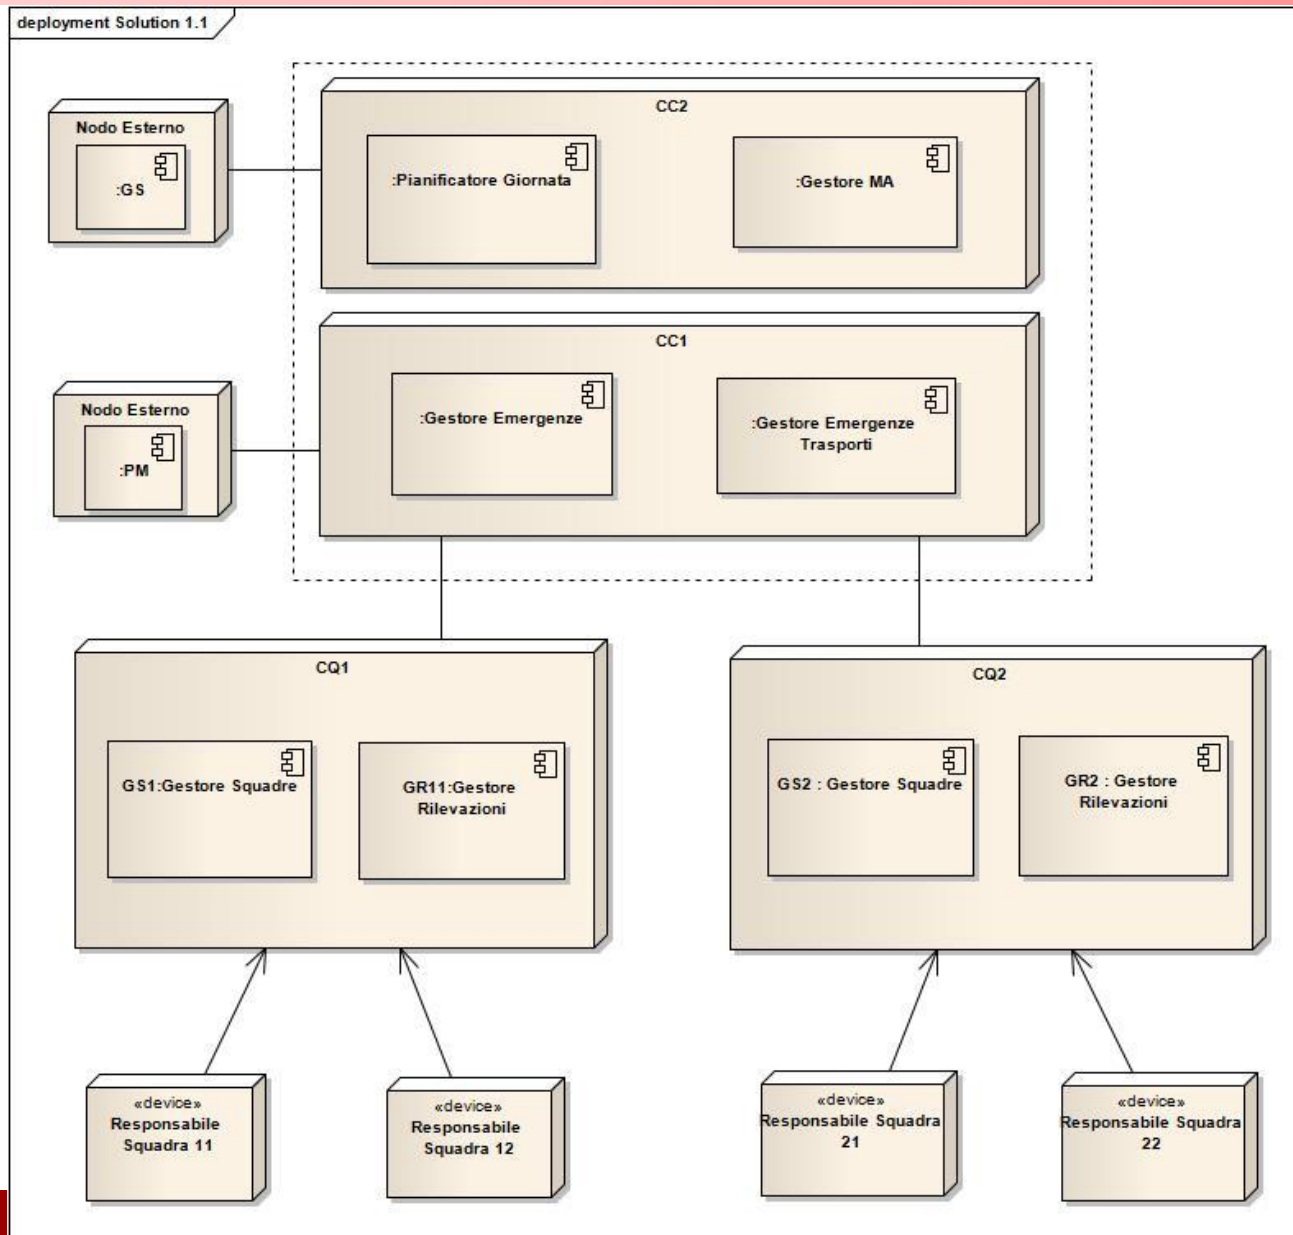 deployment Solution 1.1
CC2
Nodo Esterno
:GS
:Pianificatore Giornata
:Gestore MA
CC1
Nodo Esterno
:PM
:Gestore Emergenze
:Gestore Emergenze
Trasporti
CQ1
GS1:Gestore Squadre
GR11:Gestore
Rilevazioni
CQ2
GS2 : Gestore Squadre
GR2 : Gestore
Rilevazioni
«device»
Responsabile
Squadra 11
«device»
Responsabile
Squadra 12
«device»
Responsabile Squadra
21
«device»
Responsabile Squadra
22